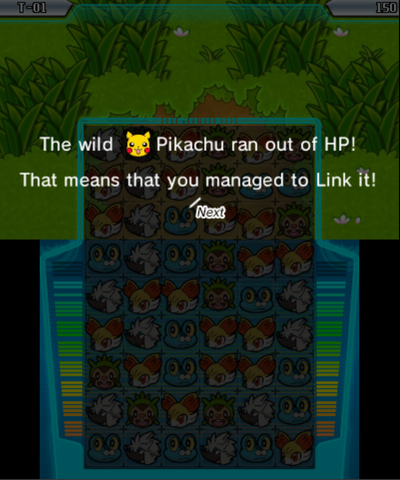 T-01
150
The wild Pikachu ran out of HP!
That means that you managed to Link it!
Next